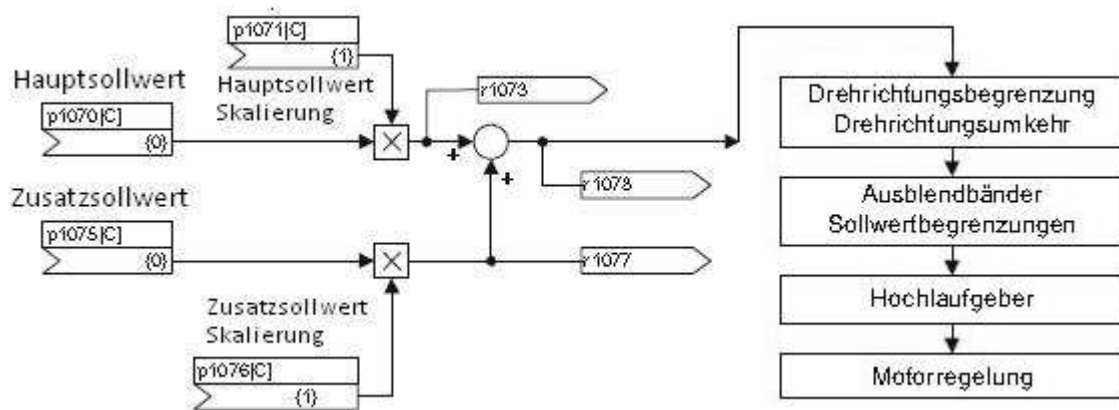 p1071[C]
{1}
Hauptsollwert
Skalierung
Hauptsollwert
p1070[C]
{0}
r1073
+
+
r1078
Zusatzsollwert
p1075[C]
{0}
r1077
Zusatzsollwert
Skalierung
p1076[C]
{1}
Drehrichtungsbegrenzung
Drehrichtungsumkehr
Ausblendbänder
Sollwertbegrenzungen
Hochlaufgeber
Motorregelung